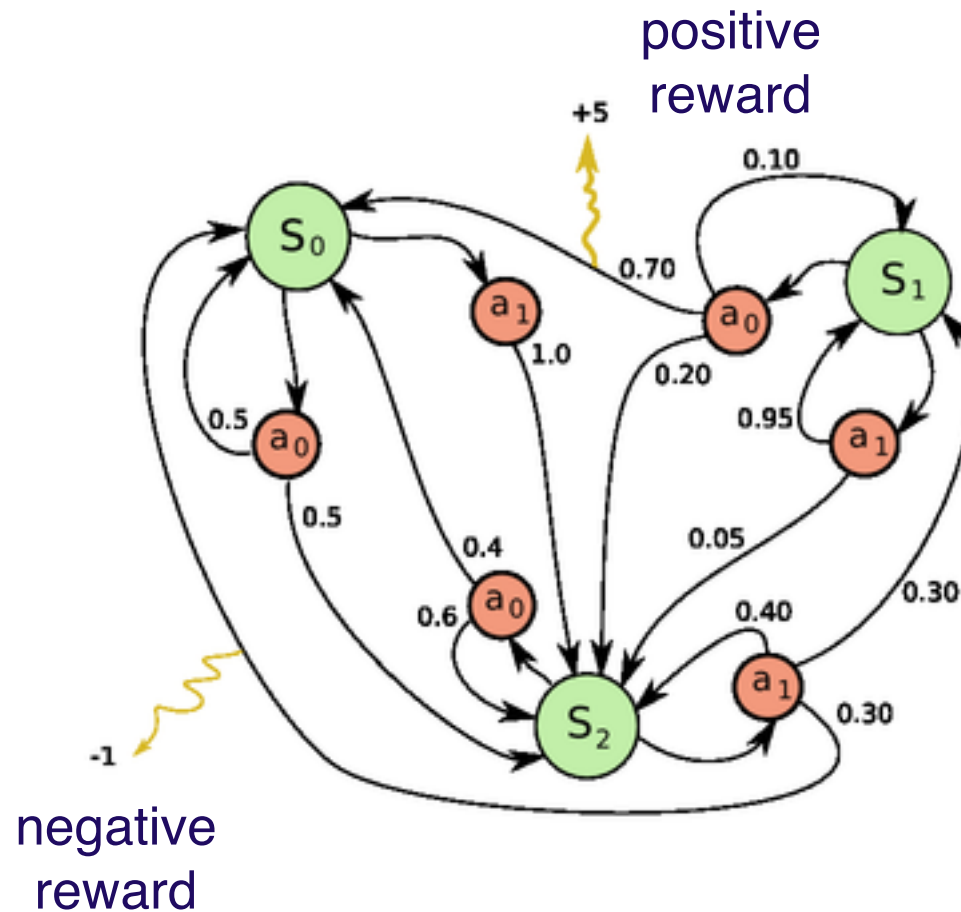 positive
reward
+5
0.10
S₀
0.70
S₁
a₁
a₀
1.0
0.20
0.5
a₀
0.95
a₁
0.5
0.05
0.4
a₀
0.6
0.40
0.30
a₁
S₂
0.30
-1
negative
reward